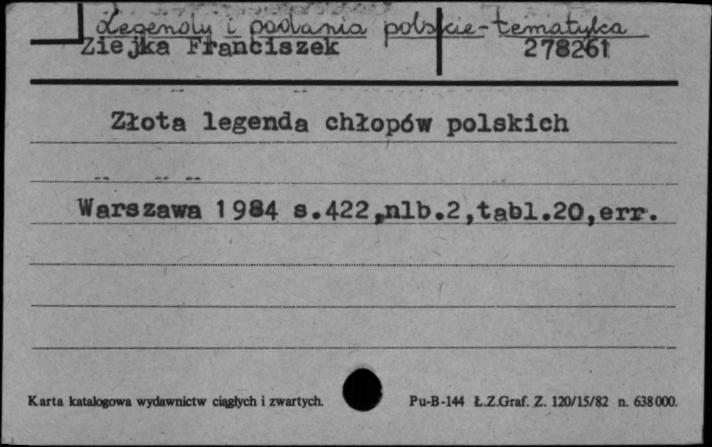 Legendy i podania polskie - tematyka
Ziejka Franciszek 278261
Złota legenda chłopów polskich
Warszawa 1984 s.422,nlb.2,tabl.20,err.
Karta katalogowa wydawnictw ciągłych i zwartych. Pu-B-144 Ł.Z.Graf. Z. 120/15/82 n. 638000.